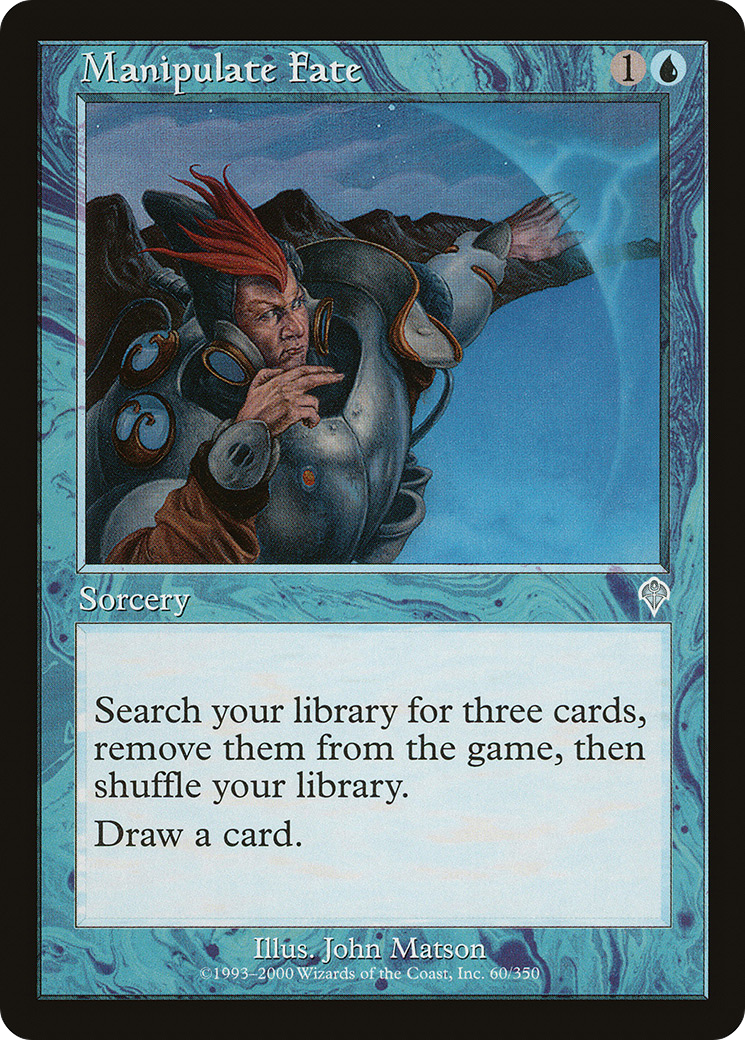 Manipulate Fate
1
Sorcery
Search your library for three cards,
remove them from the game, then
shuffle your library.
Draw a card.
Illus. John Matson
©1993–2000 Wizards of the Coast, Inc. 60/350